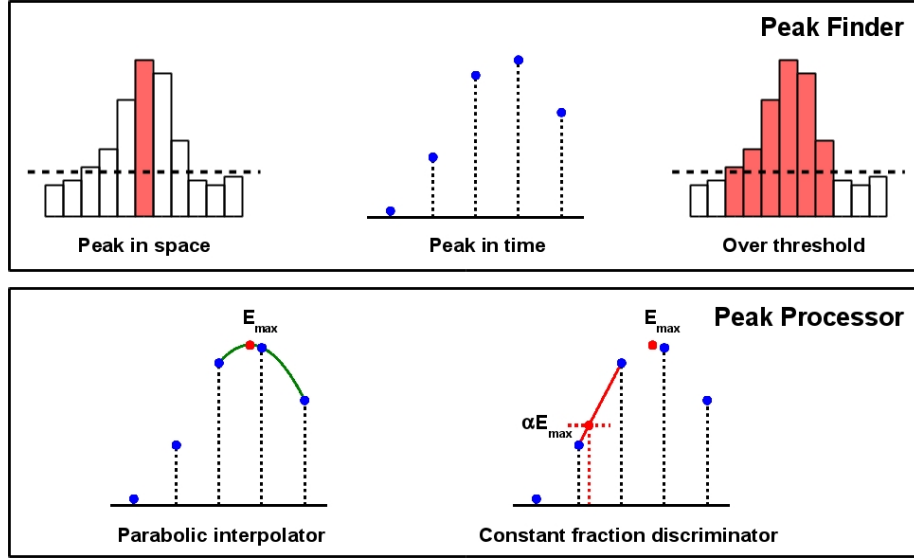 Peak Finder
Peak in space
Peak in time
Over threshold
Peak Processor
Emax
Emax
αEmax
Parabolic interpolator
Constant fraction discriminator